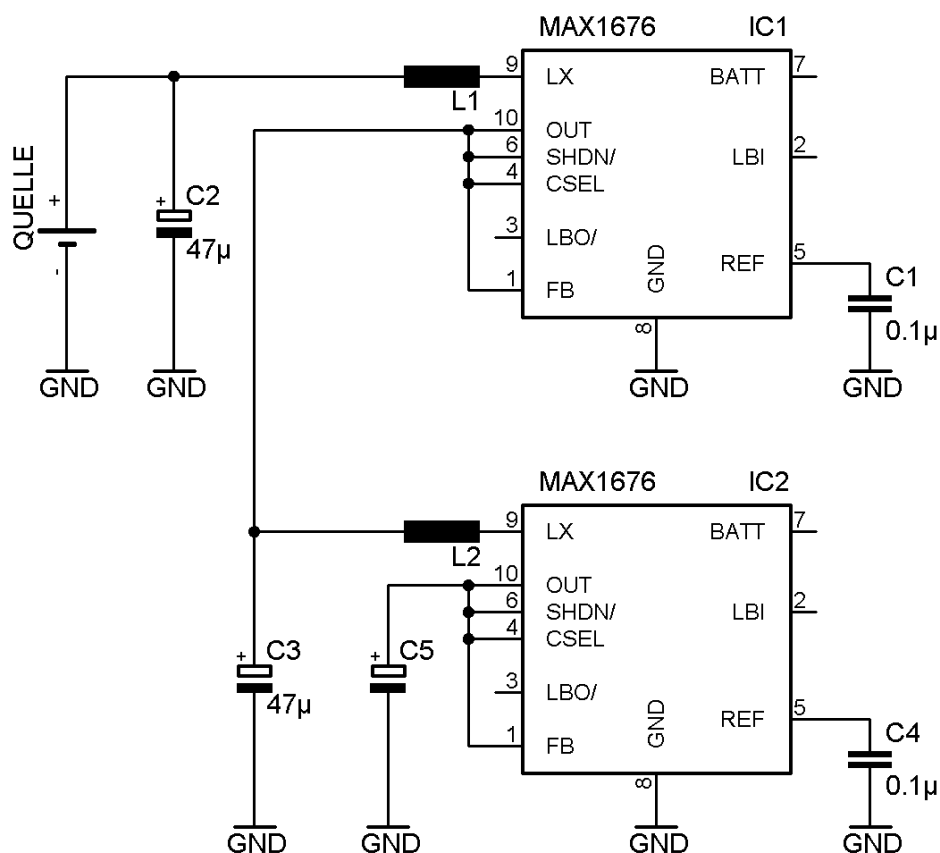 MAX1676 IC1
9 LX BATT 7
L1
10 OUT
6 SHDN/ LBI 2
4 CSEL
QUELLE
+
-
+ C2
47µ
3 LBO/
GND
REF 5
C1
0.1µ
1 FB
8
GND
GND
GND
GND
MAX1676 IC2
9 LX BATT 7
L2
10 OUT
6 SHDN/ LBI 2
4 CSEL
+ C3
47µ
+ C5
3 LBO/
GND
REF 5
C4
0.1µ
1 FB
8
GND
GND
GND
GND